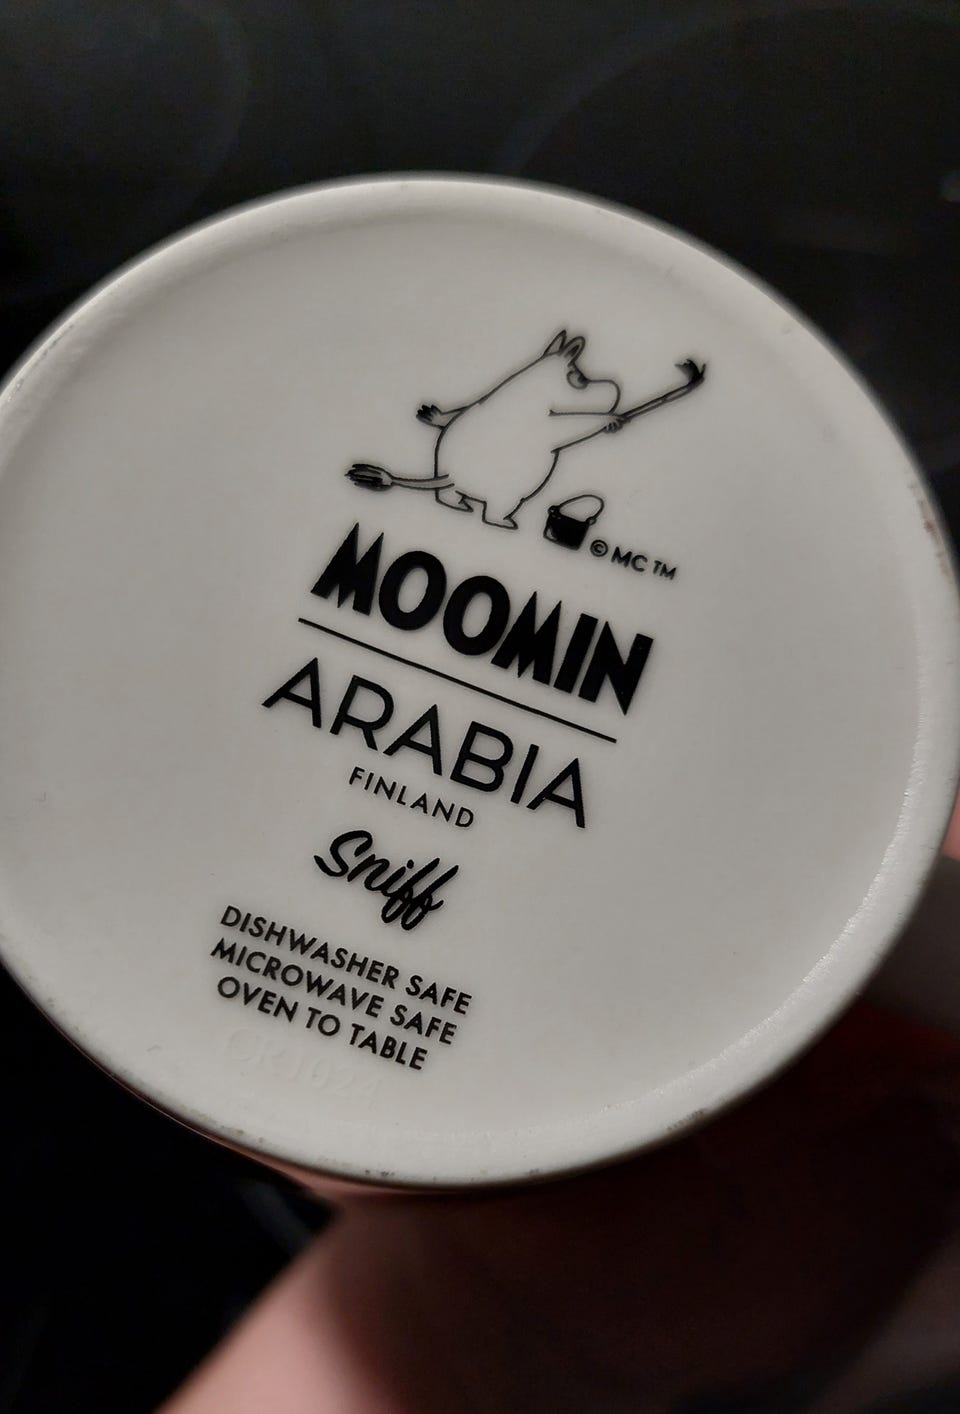 © MC ™
MOOMIN
ARABIA
FINLAND
Sniff
DISHWASHER SAFE
MICROWAVE SAFE
OVEN TO TABLE